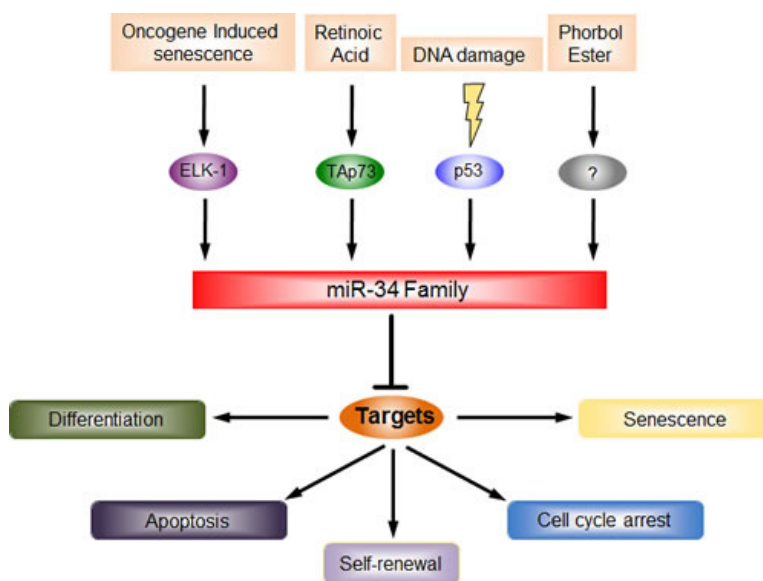 Oncogene Induced
senescence
Retinoic
Acid
DNA damage
Phorbol
Ester
ELK-1
TAp73
p53
?
miR-34 Family
Targets
Differentiation
Senescence
Apoptosis
Cell cycle arrest
Self-renewal